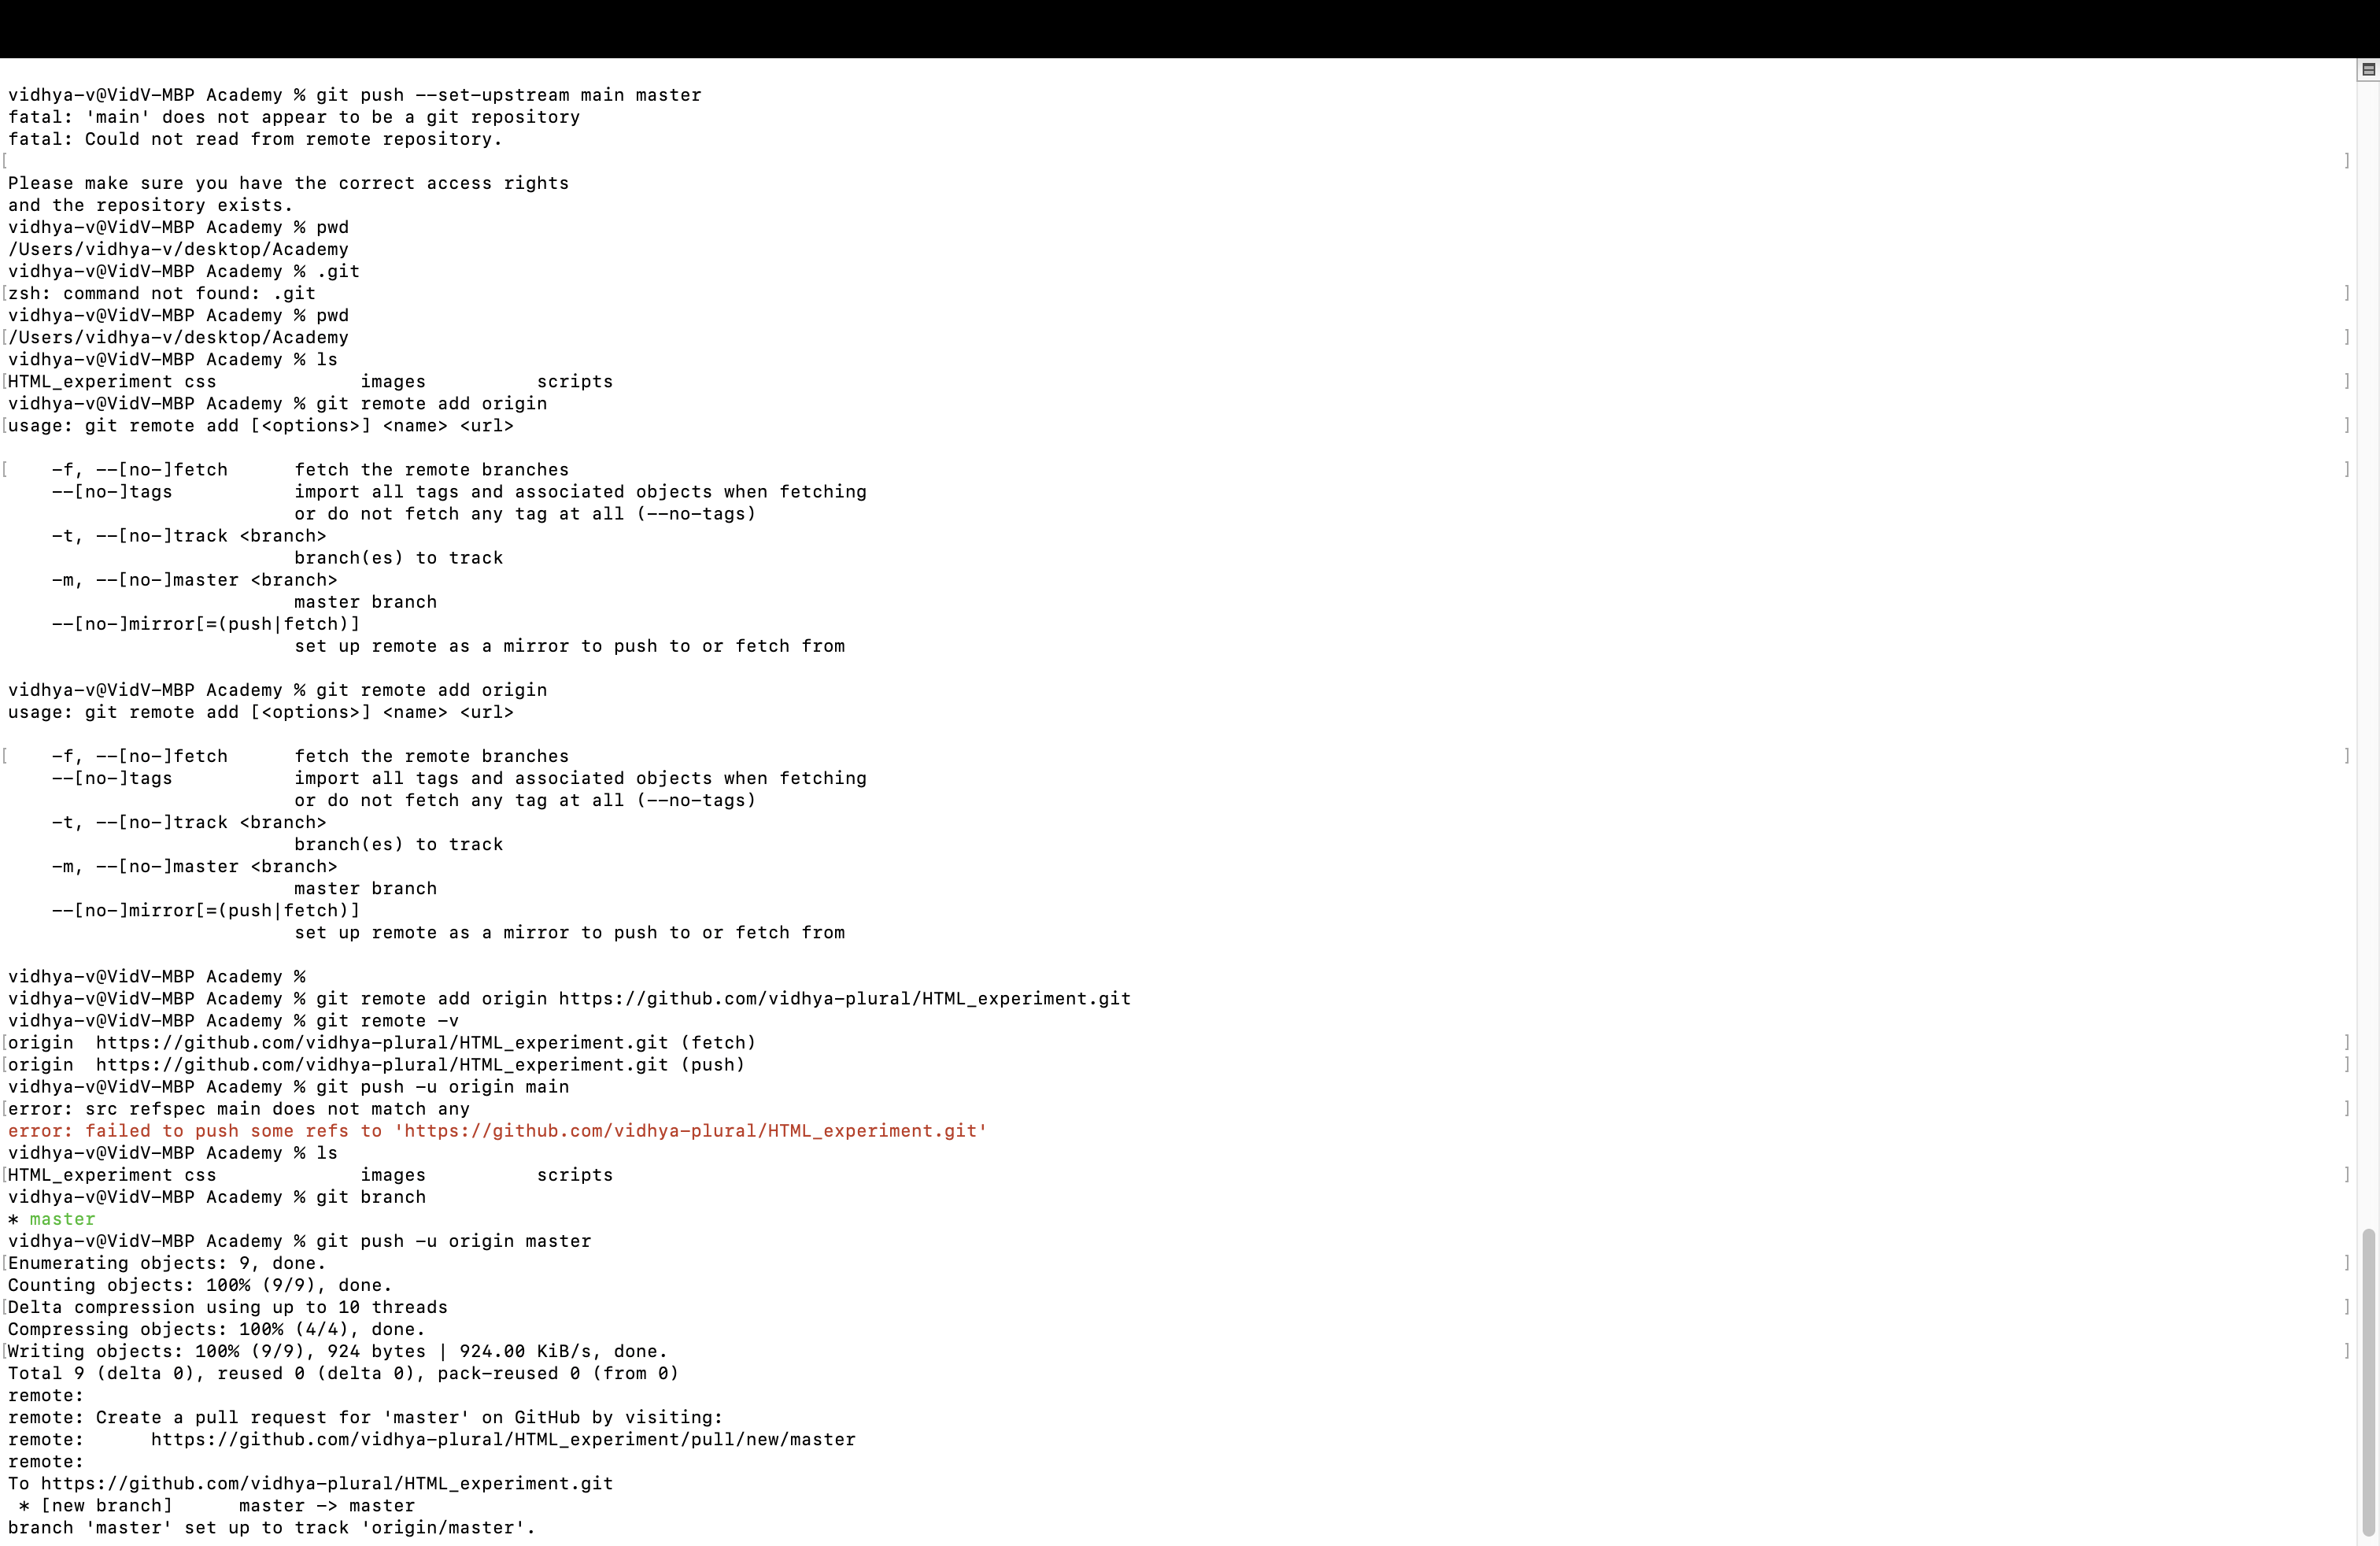 vidhya-v@VidV-MBP Academy % git push --set-upstream main master
fatal: 'main' does not appear to be a git repository
fatal: Could not read from remote repository.
[ ]
Please make sure you have the correct access rights
and the repository exists.
vidhya-v@VidV-MBP Academy % pwd
/Users/vidhya-v/desktop/Academy
vidhya-v@VidV-MBP Academy % .git
[zsh: command not found: .git ]
vidhya-v@VidV-MBP Academy % pwd
[/Users/vidhya-v/desktop/Academy ]
vidhya-v@VidV-MBP Academy % ls
[HTML_experiment css             images          scripts ]
vidhya-v@VidV-MBP Academy % git remote add origin
[usage: git remote add [<options>] <name> <url> ]
[    -f, --[no-]fetch      fetch the remote branches ]
    --[no-]tags           import all tags and associated objects when fetching
                          or do not fetch any tag at all (--no-tags)
    -t, --[no-]track <branch>
                          branch(es) to track
    -m, --[no-]master <branch>
                          master branch
    --[no-]mirror[=(push|fetch)]
                          set up remote as a mirror to push to or fetch from
vidhya-v@VidV-MBP Academy % git remote add origin
usage: git remote add [<options>] <name> <url>
[    -f, --[no-]fetch      fetch the remote branches ]
    --[no-]tags           import all tags and associated objects when fetching
                          or do not fetch any tag at all (--no-tags)
    -t, --[no-]track <branch>
                          branch(es) to track
    -m, --[no-]master <branch>
                          master branch
    --[no-]mirror[=(push|fetch)]
                          set up remote as a mirror to push to or fetch from
vidhya-v@VidV-MBP Academy %
vidhya-v@VidV-MBP Academy % git remote add origin https://github.com/vidhya-plural/HTML_experiment.git
vidhya-v@VidV-MBP Academy % git remote -v
[origin  https://github.com/vidhya-plural/HTML_experiment.git (fetch) ]
[origin  https://github.com/vidhya-plural/HTML_experiment.git (push) ]
vidhya-v@VidV-MBP Academy % git push -u origin main
[error: src refspec main does not match any ]
error: failed to push some refs to 'https://github.com/vidhya-plural/HTML_experiment.git'
vidhya-v@VidV-MBP Academy % ls
[HTML_experiment css             images          scripts ]
vidhya-v@VidV-MBP Academy % git branch
* master
vidhya-v@VidV-MBP Academy % git push -u origin master
[Enumerating objects: 9, done. ]
Counting objects: 100% (9/9), done.
[Delta compression using up to 10 threads ]
Compressing objects: 100% (4/4), done.
[Writing objects: 100% (9/9), 924 bytes | 924.00 KiB/s, done. ]
Total 9 (delta 0), reused 0 (delta 0), pack-reused 0 (from 0)
remote:
remote: Create a pull request for 'master' on GitHub by visiting:
remote:      https://github.com/vidhya-plural/HTML_experiment/pull/new/master
remote:
To https://github.com/vidhya-plural/HTML_experiment.git
 * [new branch]      master -> master
branch 'master' set up to track 'origin/master'.